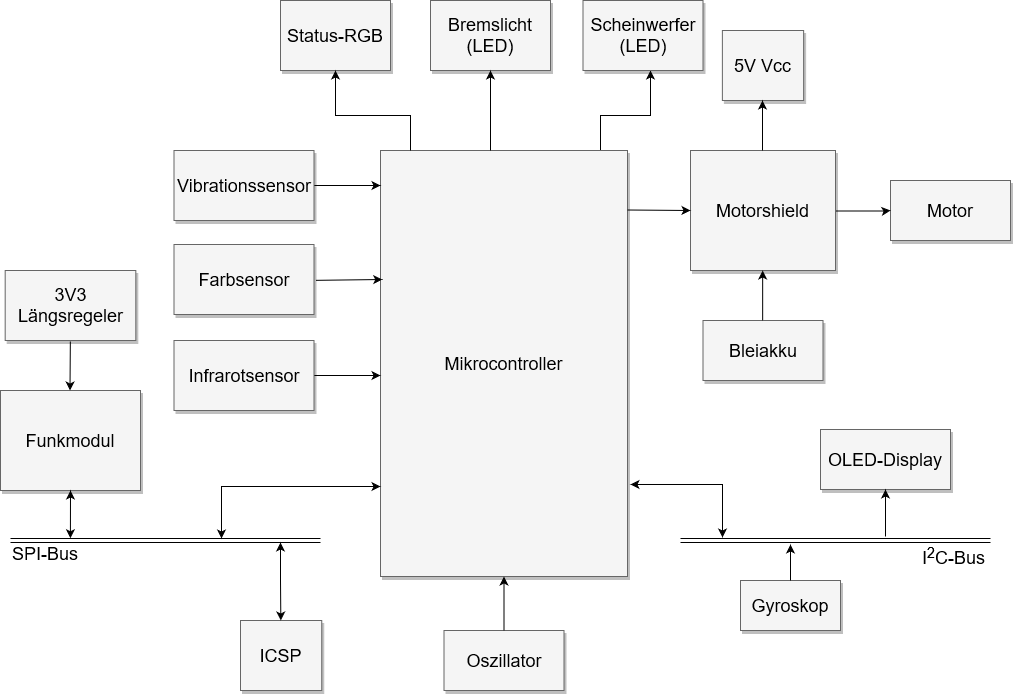 Status-RGB
Bremslicht
(LED)
Scheinwerfer
(LED)
5V Vcc
Vibrationssensor
Motorshield
Motor
Farbsensor
3V3
Längsregeler
Bleiakku
Mikrocontroller
Infrarotsensor
Funkmodul
OLED-Display
SPI-Bus
I²C-Bus
Gyroskop
ICSP
Oszillator